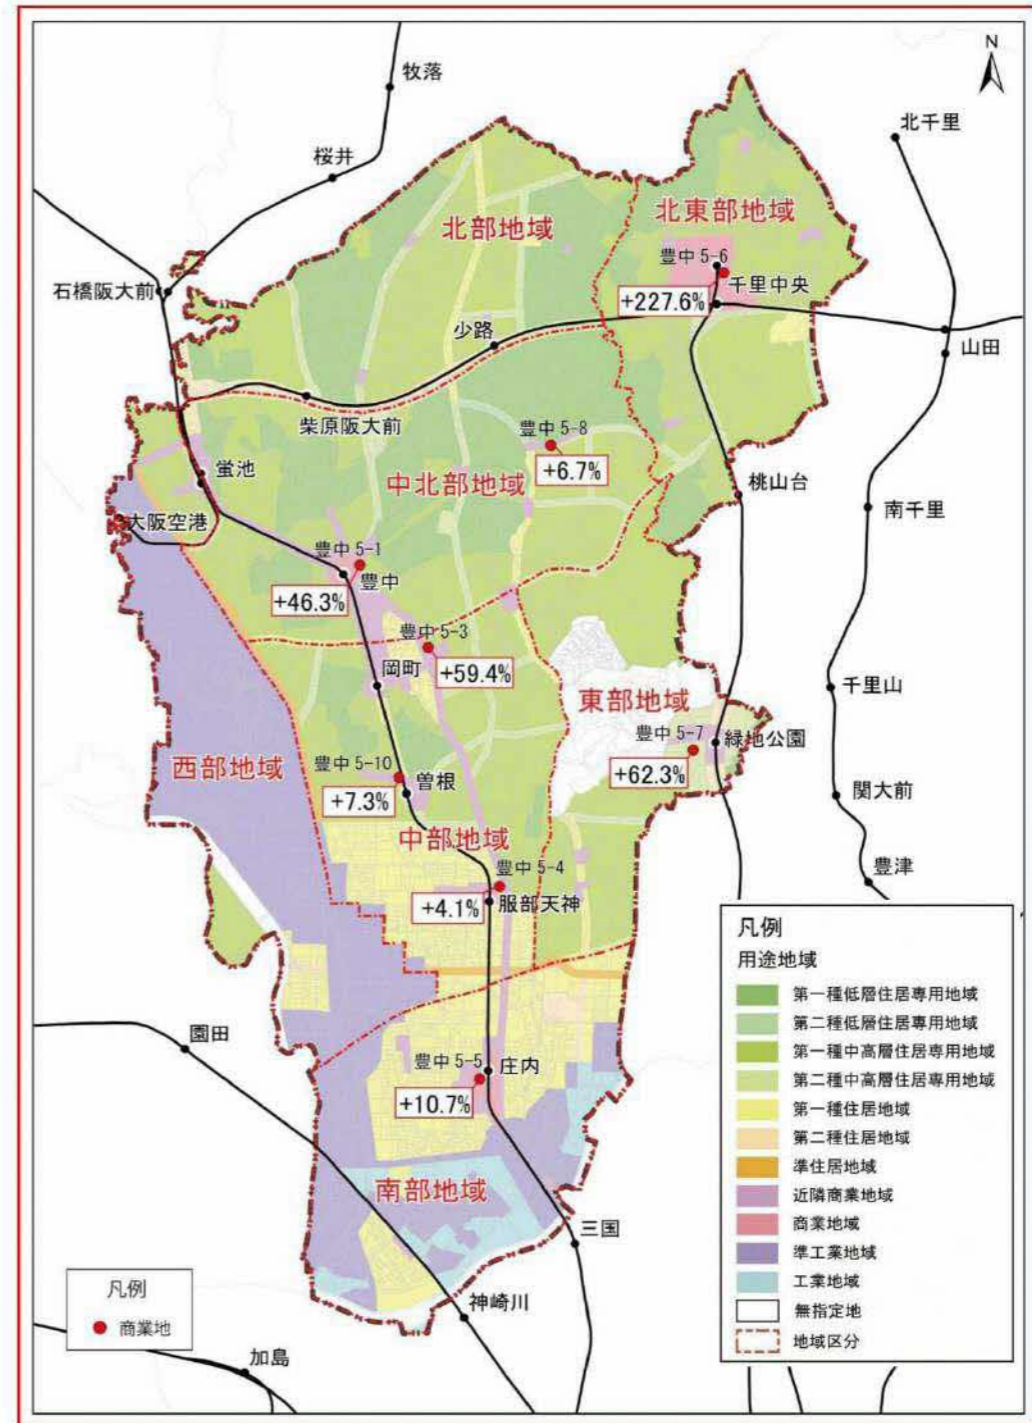 N
牧落
北千里
桜井
北東部地域
北部地域
豊中 5-6
石橋阪大前
千里中央
+227.6%
少路
山田
柴原阪大前
豊中 5-8
蛍池
+6.7%
中北部地域
桃山台
南千里
大阪空港
豊中 5-1
豊中
+46.3%
豊中 5-3
岡町
+59.4%
千里山
東部地域
豊中 5-7
緑地公園
西部地域
+62.3%
豊中 5-10
曽根
関大前
+7.3%
中部地域
豊中 5-4
豊津
+4.1%
服部天神
園田
豊中 5-5
庄内
+10.7%
南部地域
三国
神崎川
加島
凡例
商業地
凡例
用途地域
第一種低層住居専用地域
第二種低層住居専用地域
第一種中高層住居専用地域
第二種中高層住居専用地域
第一種住居地域
第二種住居地域
準住居地域
近隣商業地域
商業地域
準工業地域
工業地域
無指定地
地域区分